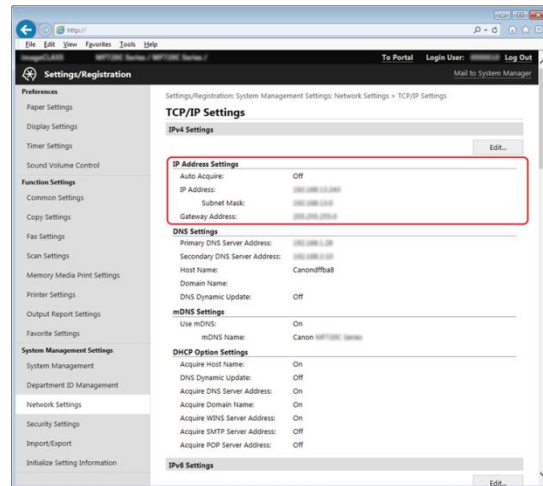 http://
File Edit View Favorites Tools Help
To Portal Login User: Log Out
Settings/Registration
Mail to System Manager
Preferences
Paper Settings
Display Settings
Timer Settings
Sound Volume Control
Function Settings
Common Settings
Copy Settings
Fax Settings
Scan Settings
Memory Media Print Settings
Printer Settings
Output Report Settings
Favorite Settings
System Management Settings
System Management
Department ID Management
Network Settings
Security Settings
Import/Export
Initialize Setting Information
Settings/Registration: System Management Settings: Network Settings > TCP/IP Settings
TCP/IP Settings
IPv4 Settings
Edit...
IP Address Settings
Auto Acquire: Off
IP Address:
Subnet Mask:
Gateway Address:
DNS Settings
Primary DNS Server Address:
Secondary DNS Server Address:
Host Name: Canondffba8
Domain Name:
DNS Dynamic Update: Off
mDNS Settings
Use mDNS: On
mDNS Name: Canon
DHCP Option Settings
Acquire Host Name: On
DNS Dynamic Update: Off
Acquire DNS Server Address: On
Acquire Domain Name: On
Acquire WINS Server Address: On
Acquire SMTP Server Address: Off
Acquire POP Server Address: Off
IPv6 Settings
Edit...